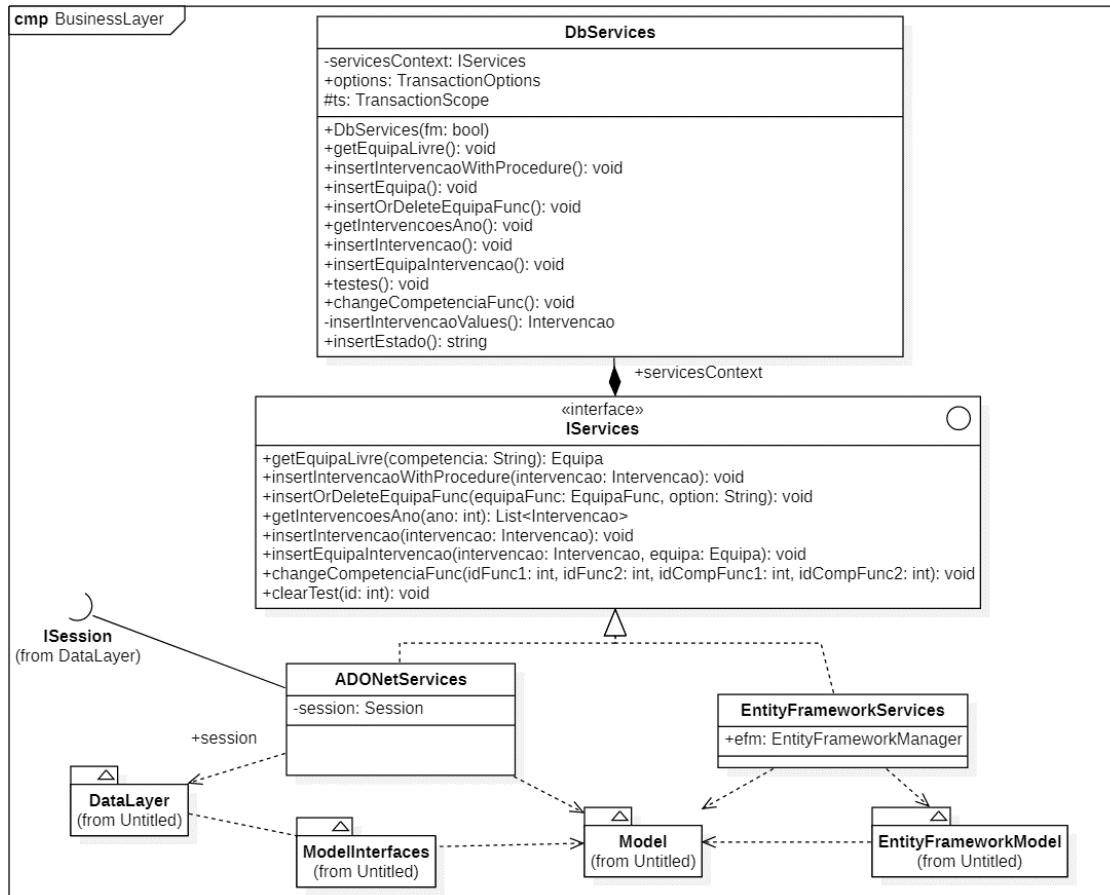 cmp BusinessLayer
DbServices
-servicesContext: IServices
+options: TransactionOptions
#ts: TransactionScope
+DbServices(fm: bool)
+getEquipaLivre(): void
+insertIntervencaoWithProcedure(): void
+insertEquipa(): void
+insertOrDeleteEquipaFunc(): void
+getIntervencoesAno(): void
+insertIntervencao(): void
+insertEquipaIntervencao(): void
+testes(): void
+changeCompetenciaFunc(): void
-insertIntervencaoValues(): Intervencao
+insertEstado(): string
+servicesContext
«interface»
IServices
+getEquipaLivre(competencia: String): Equipa
+insertIntervencaoWithProcedure(intervencao: Intervencao): void
+insertOrDeleteEquipaFunc(equipaFunc: EquipaFunc, option: String): void
+getIntervencoesAno(ano: int): List<Intervencao>
+insertIntervencao(intervencao: Intervencao): void
+insertEquipaIntervencao(intervencao: Intervencao, equipa: Equipa): void
+changeCompetenciaFunc(idFunc1: int, idFunc2: int, idCompFunc1: int, idCompFunc2: int): void
+clearTest(id: int): void
ISession
(from DataLayer)
ADONetServices
-session: Session
EntityFrameworkServices
+efm: EntityFrameworkManager
+session
DataLayer
(from Untitled)
ModelInterfaces
(from Untitled)
Model
(from Untitled)
EntityFrameworkModel
(from Untitled)